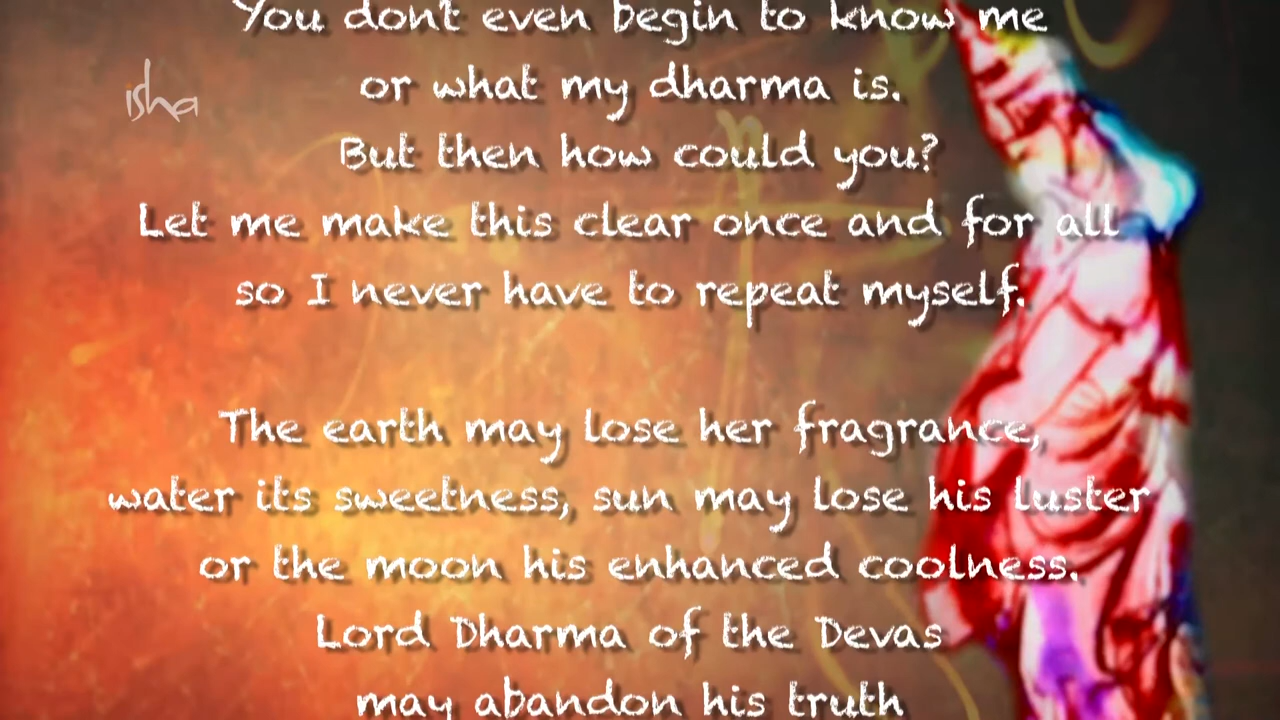 You don't even begin to know me
isha
or what my dharma is.
But then how could you?
Let me make this clear once and for all
so I never have to repeat myself.
The earth may lose her fragrance,
water its sweetness, sun may lose his luster
or the moon his enhanced coolness.
Lord Dharma of the Devas
may abandon his truth